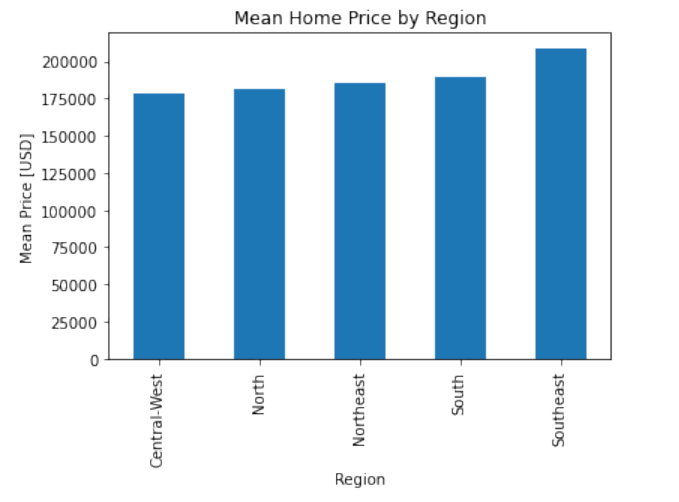 Mean Home Price by Region
Mean Price [USD]
200000
175000
150000
125000
100000
75000
50000
25000
0
Central-West
North
Northeast
South
Southeast
Region